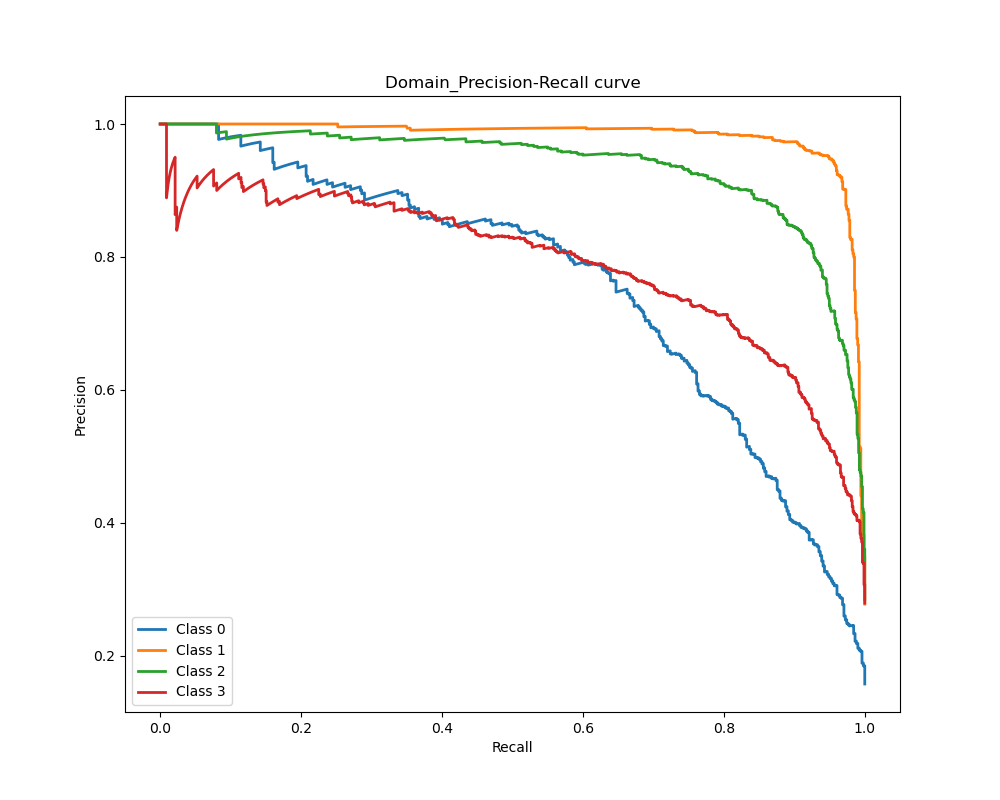 Domain_Precision-Recall curve
1.0
0.8
0.6
0.4
0.2
Precision
Class 0
Class 1
Class 2
Class 3
0.0 0.2 0.4 0.6 0.8 1.0
Recall